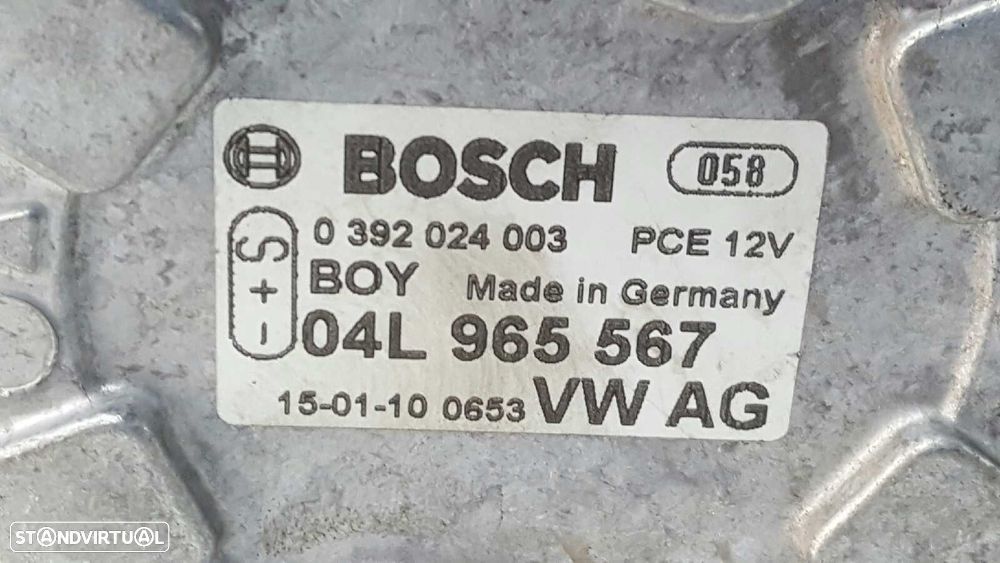 BOSCH 058
0 392 024 003 PCE 12V
S + -
BOY Made in Germany
04L 965 567
15-01-10 0653 VW AG
STANDVIRTUAL